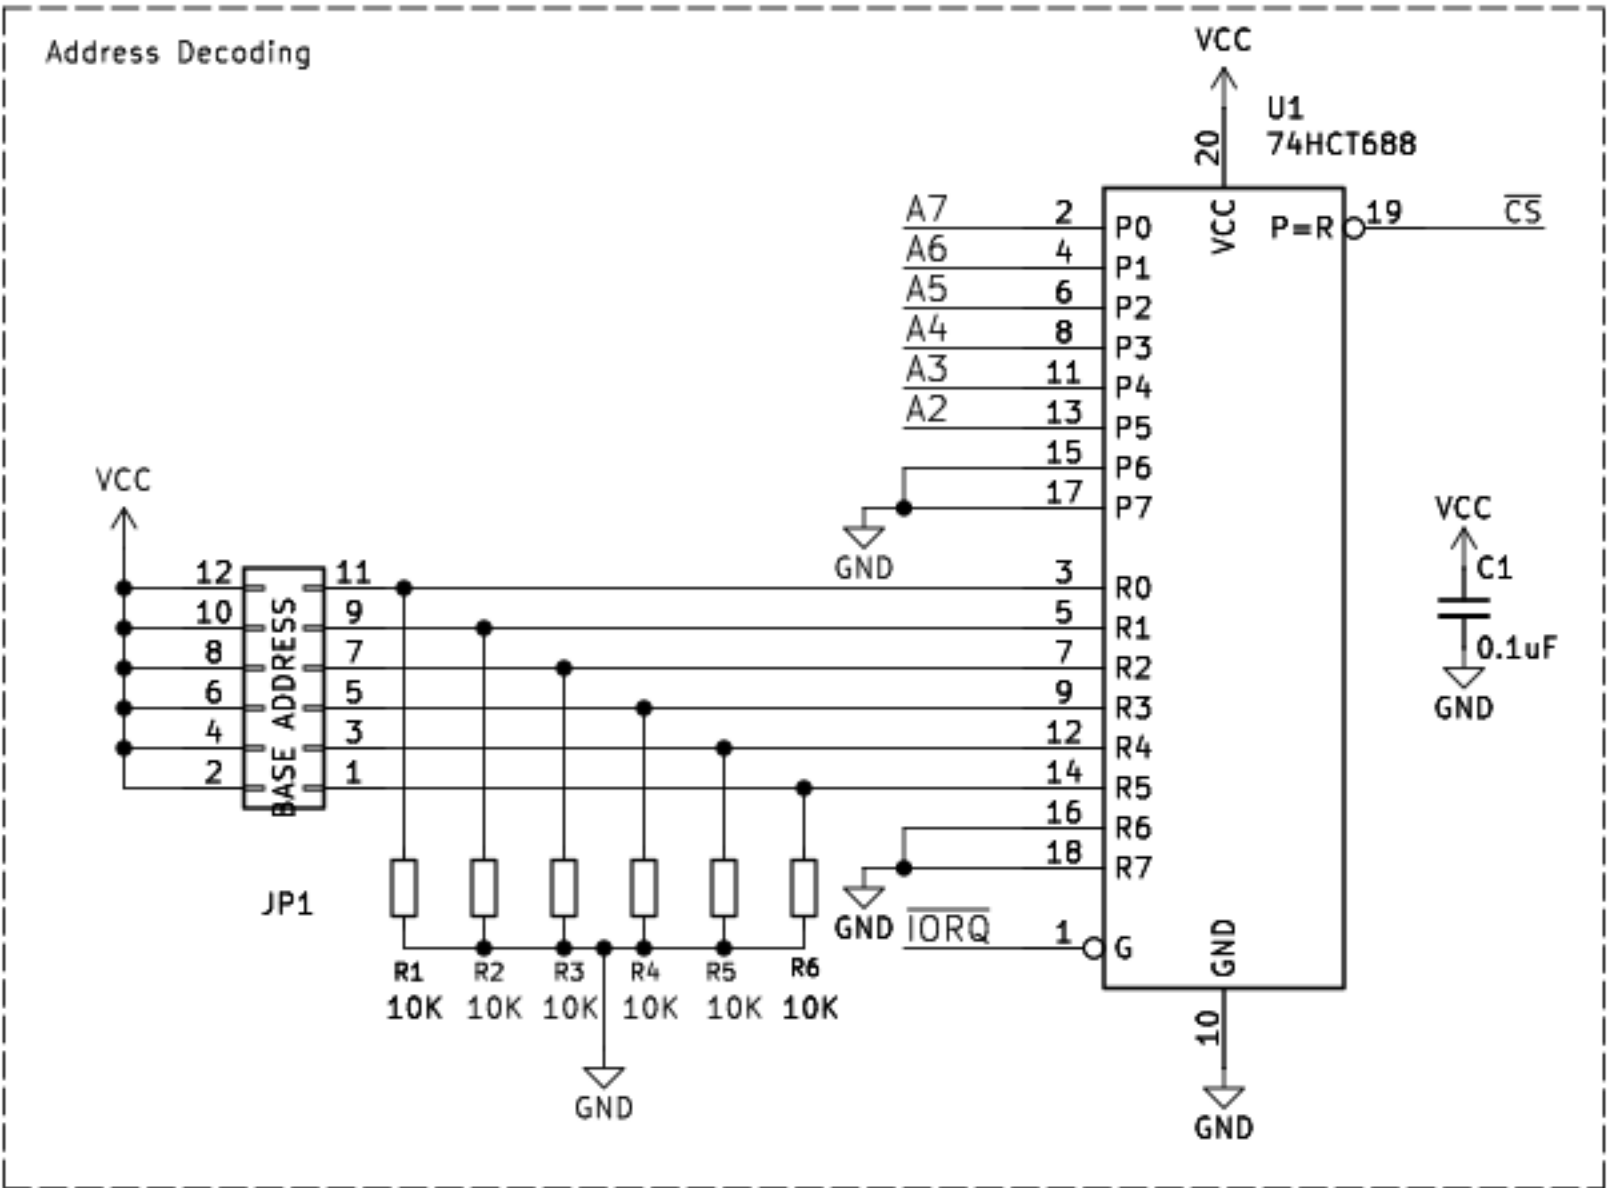 Address Decoding
VCC
U1
74HCT688
20
A7 2 P0 VCC P=R 19 CS
A6 4 P1
A5 6 P2
A4 8 P3
A3 11 P4
A2 13 P5
15 P6
17 P7
GND
VCC
12 11 3 R0
10 9 5 R1
8 7 7 R2
6 5 9 R3
4 3 12 R4
2 1 14 R5
BASE ADDRESS
16 R6
18 R7
GND
IORQ 1 G
GND
10
GND
JP1
R1 R2 R3 R4 R5 R6
10K 10K 10K 10K 10K 10K
GND
VCC
C1
0.1uF
GND